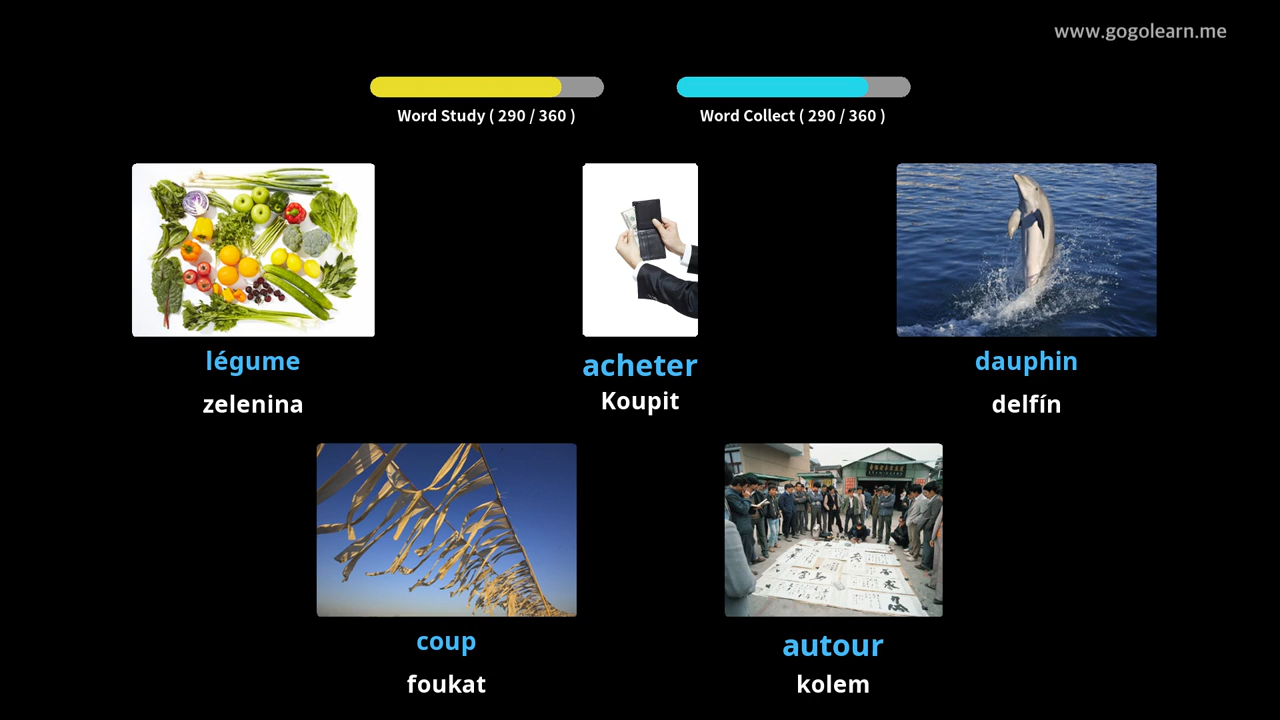 www.gogolearn.me
Word Study ( 290 / 360 )
Word Collect ( 290 / 360 )
légume
zelenina
acheter
Koupit
dauphin
delfín
coup
foukat
autour
kolem